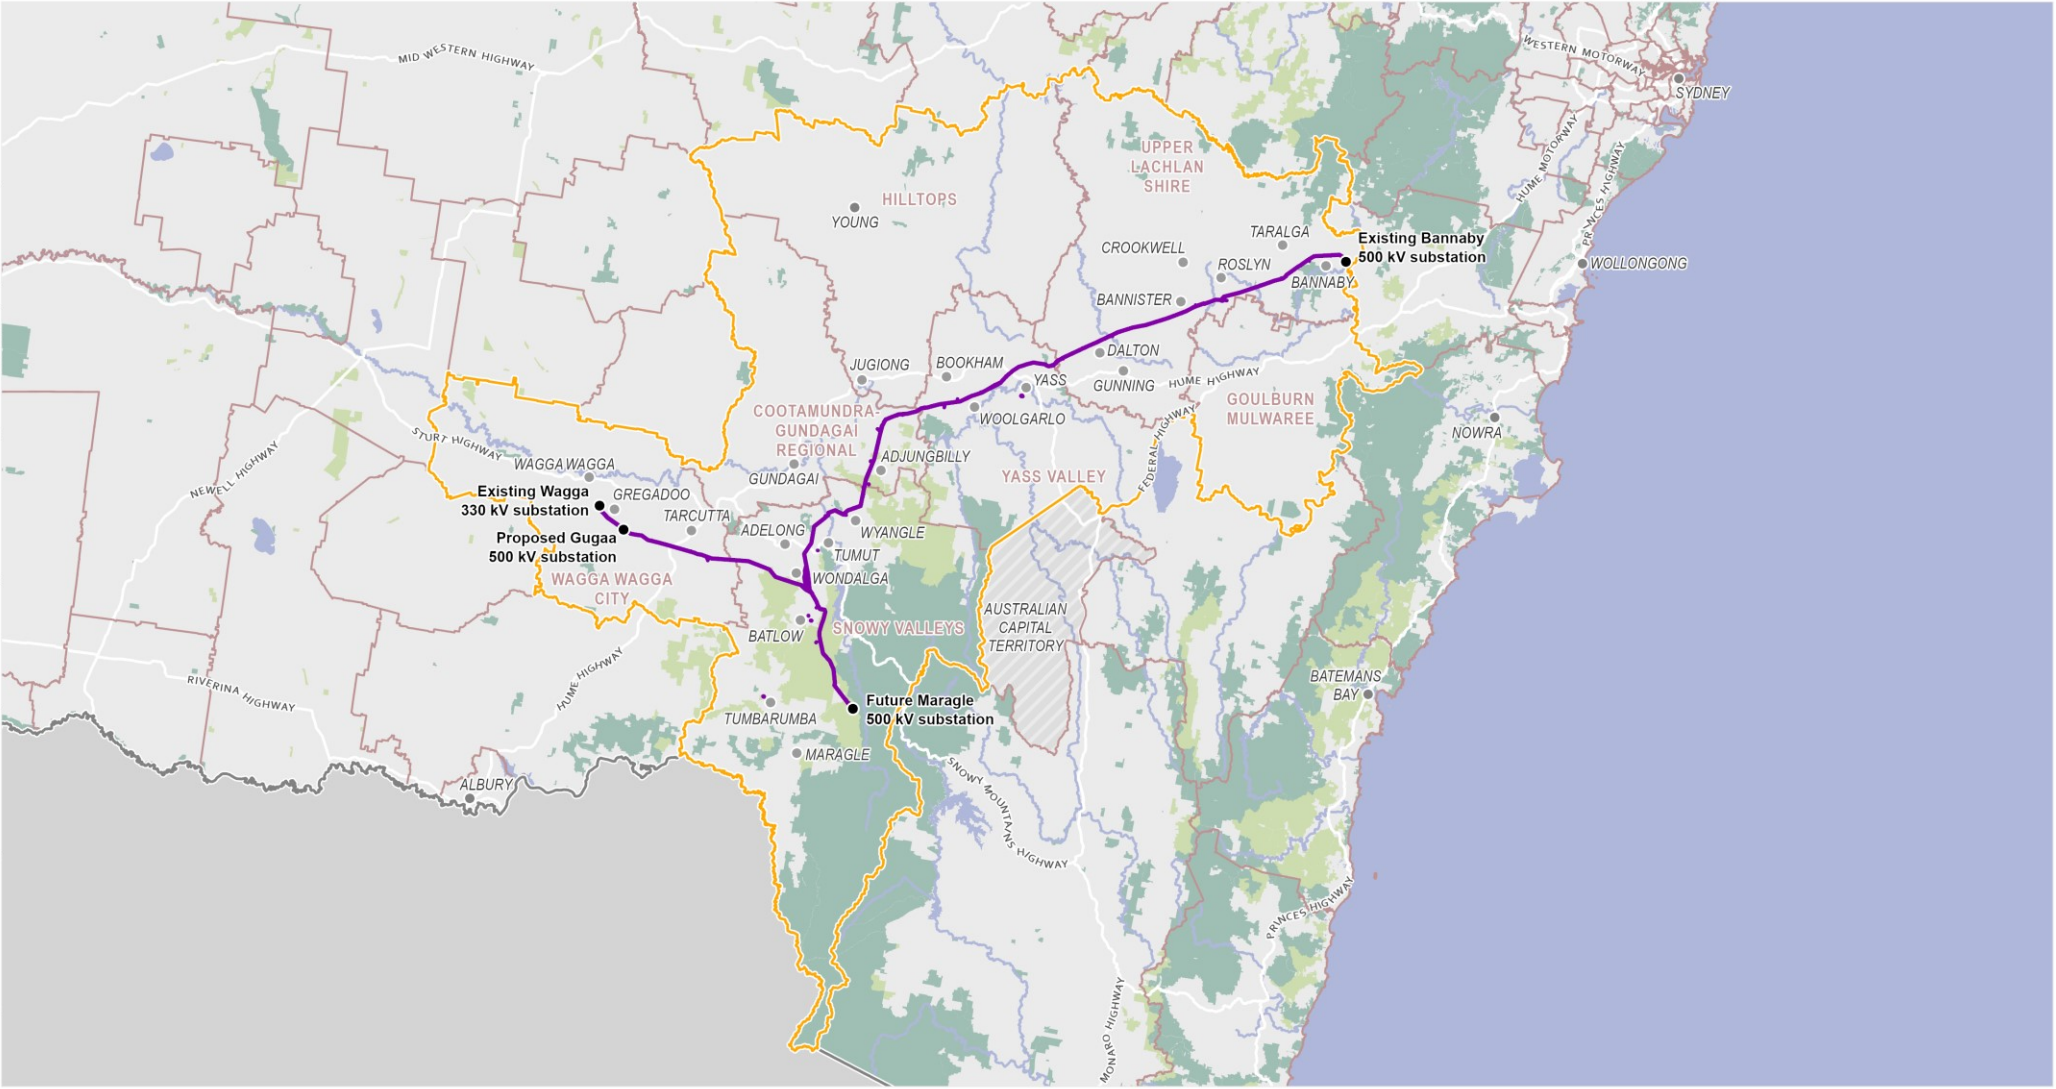 MID WESTERN HIGHWAY
WESTERN MOTORWAY
SYDNEY
HUME MOTORWAY
PRINCES HIGHWAY
UPPER
LACHLAN
SHIRE
HILLTOPS
YOUNG
TARALGA
CROOKWELL
ROSLYN
BANNISTER
BANNABY
Existing Bannaby
500 kV substation
WOLLONGONG
JUGIONG
BOOKHAM
YASS
DALTON
GUNNING
HUME HIGHWAY
WOOLGARLO
COOTAMUNDRA-
GUNDAGAI
REGIONAL
GOULBURN
MULWAREE
NOWRA
FEDERAL HIGHWAY
YASS VALLEY
STURT HIGHWAY
NEWELL HIGHWAY
WAGGA WAGGA
GUNDAGAI
ADJUNGBILLY
Existing Wagga
330 kV substation
GREGADOO
TARCUTTA
ADELONG
WYANGLE
Proposed Gugaa
500 kV substation
TUMUT
WONDALGA
WAGGA WAGGA
CITY
BATLOW
SNOWY VALLEYS
AUSTRALIAN
CAPITAL
TERRITORY
RIVERINA HIGHWAY
HUME HIGHWAY
Future Maragle
500 kV substation
TUMBARUMBA
MARAGLE
BATEMANS
BAY
ALBURY
SNOWY MOUNTAINS HIGHWAY
PRINCES HIGHWAY
MONARO HIGHWAY